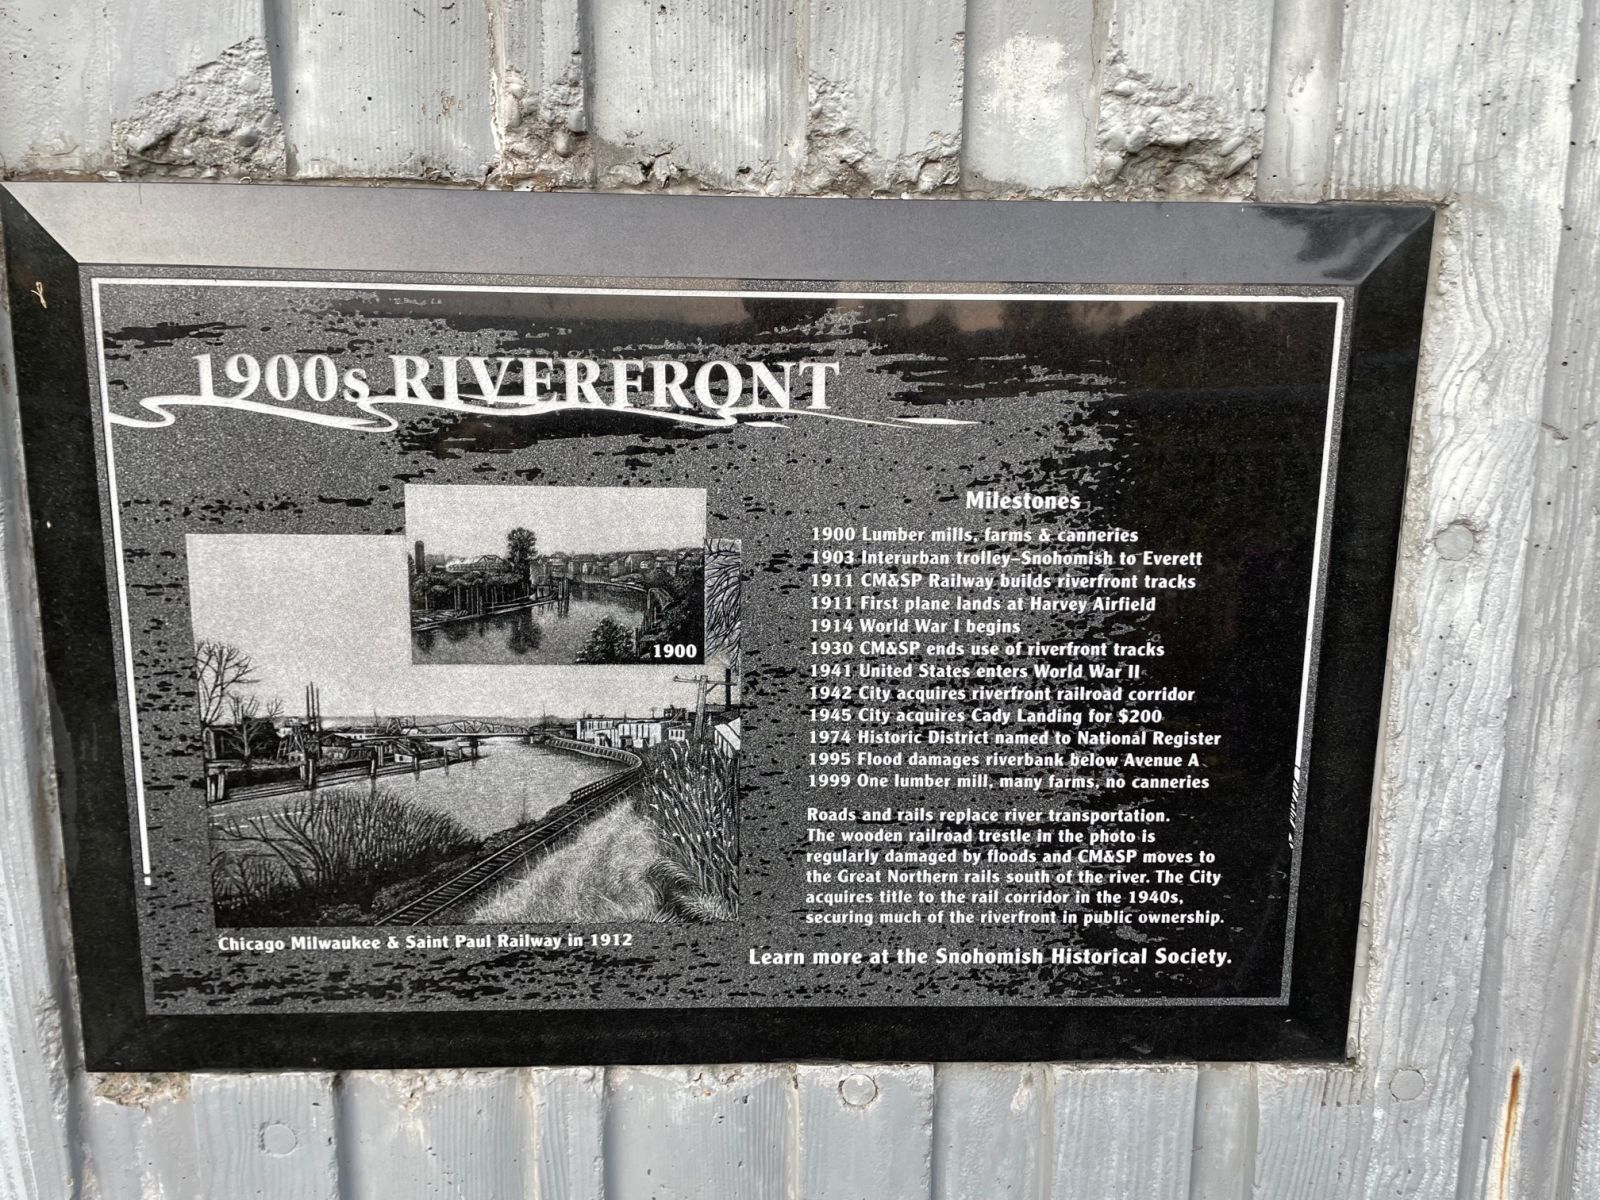 1900s RIVERFRONT
1900
Chicago Milwaukee & Saint Paul Railway in 1912
Milestones
1900 Lumber mills, farms & canneries
1903 Interurban trolley–Snohomish to Everett
1911 CM&SP Railway builds riverfront tracks
1911 First plane lands at Harvey Airfield
1914 World War I begins
1930 CM&SP ends use of riverfront tracks
1941 United States enters World War II
1942 City acquires riverfront railroad corridor
1945 City acquires Cady Landing for $200
1974 Historic District named to National Register
1995 Flood damages riverbank below Avenue A
1999 One lumber mill, many farms, no canneries
Roads and rails replace river transportation.
The wooden railroad trestle in the photo is
regularly damaged by floods and CM&SP moves to
the Great Northern rails south of the river. The City
acquires title to the rail corridor in the 1940s,
securing much of the riverfront in public ownership.
Learn more at the Snohomish Historical Society.